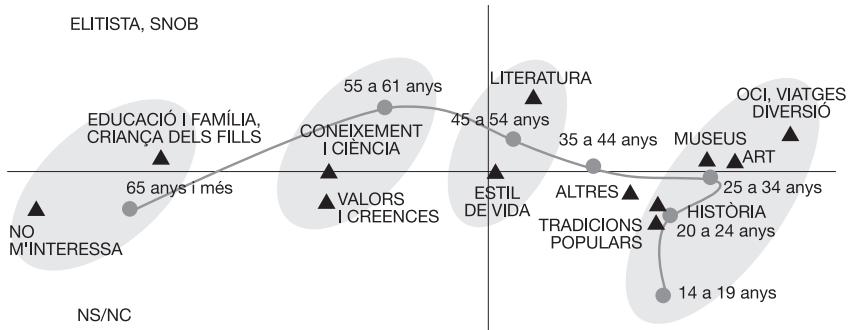 ELITISTA, SNOB
55 a 61 anys
LITERATURA
OCI, VIATGES
DIVERSIÓ
EDUCACIÓ I FAMÍLIA,
CRIANÇA DELS FILLS
CONEIXEMENT
I CIÈNCIA
45 a 54 anys
35 a 44 anys
MUSEUS
ART
65 anys i més
VALORS
I CREENCES
ESTIL
DE VIDA
ALTRES
25 a 34 anys
NO
M'INTERESSA
TRADICIONS
POPULARS
HISTÒRIA
20 a 24 anys
14 a 19 anys
NS/NC